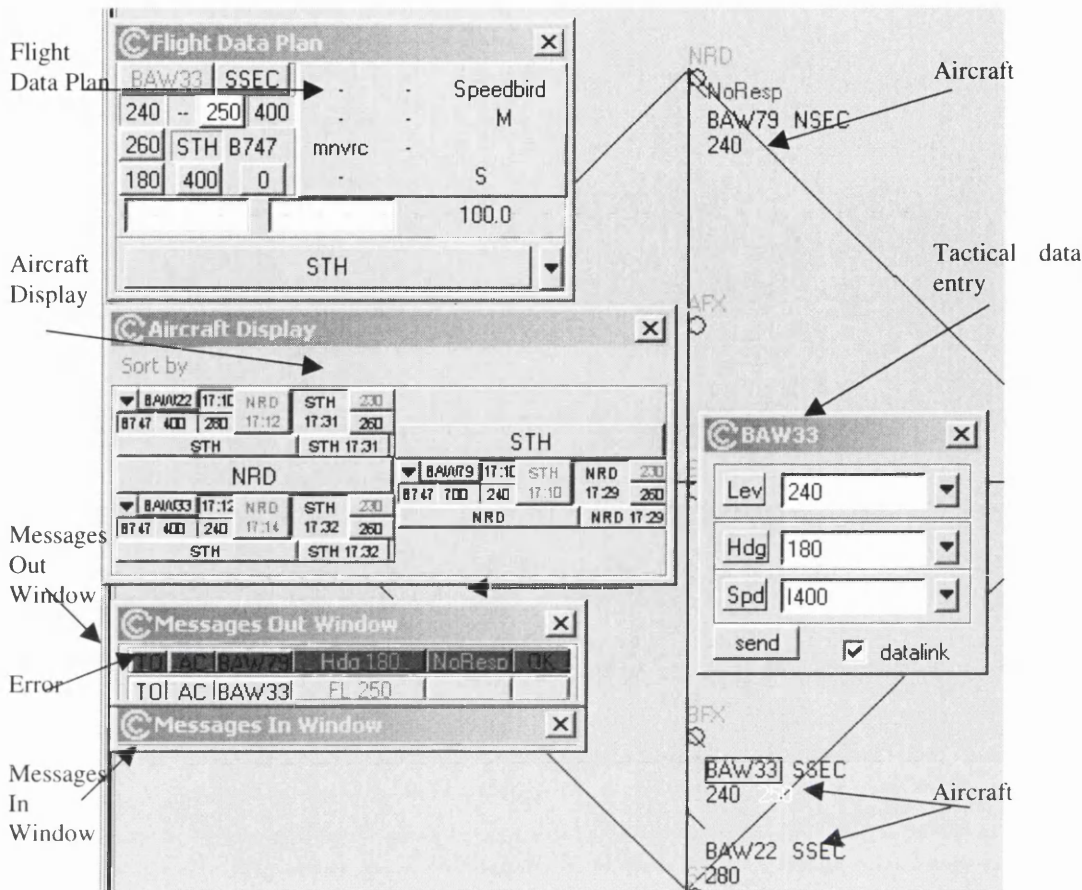 Flight
Data Plan
Flight Data Plan
BAW33 SSEC - - Speedbird
240 -- 250 400 - - M
260 STH B747 mnvrc -
180 400 0 - S
100.0
STH
NRD
NoResp
BAW79 NSEC
240
Aircraft
Aircraft
Display
Aircraft Display
Sort by
BAW22 17:10 NRD STH 230
B747 400 280 17:12 17:31 260
STH STH 17:31
NRD
BAW33 17:12 NRD STH 230
B747 400 240 17:14 17:32 260
STH STH 17:32
STH
BAW79 17:10 STH NRD 230
B747 700 240 17:10 17:29 260
NRD NRD 17:29
AFX
Tactical data
entry
BAW33
Lev 240
Hdg 180
Spd I400
send datalink
Messages
Out
Window
Messages Out Window
Error
TO AC BAW79 Hdg 180 NoResp OK
TO AC BAW33 FL 250
Messages In Window
Messages
In
Window
BFX
BAW33 SSEC
240
Aircraft
BAW22 SSEC
280